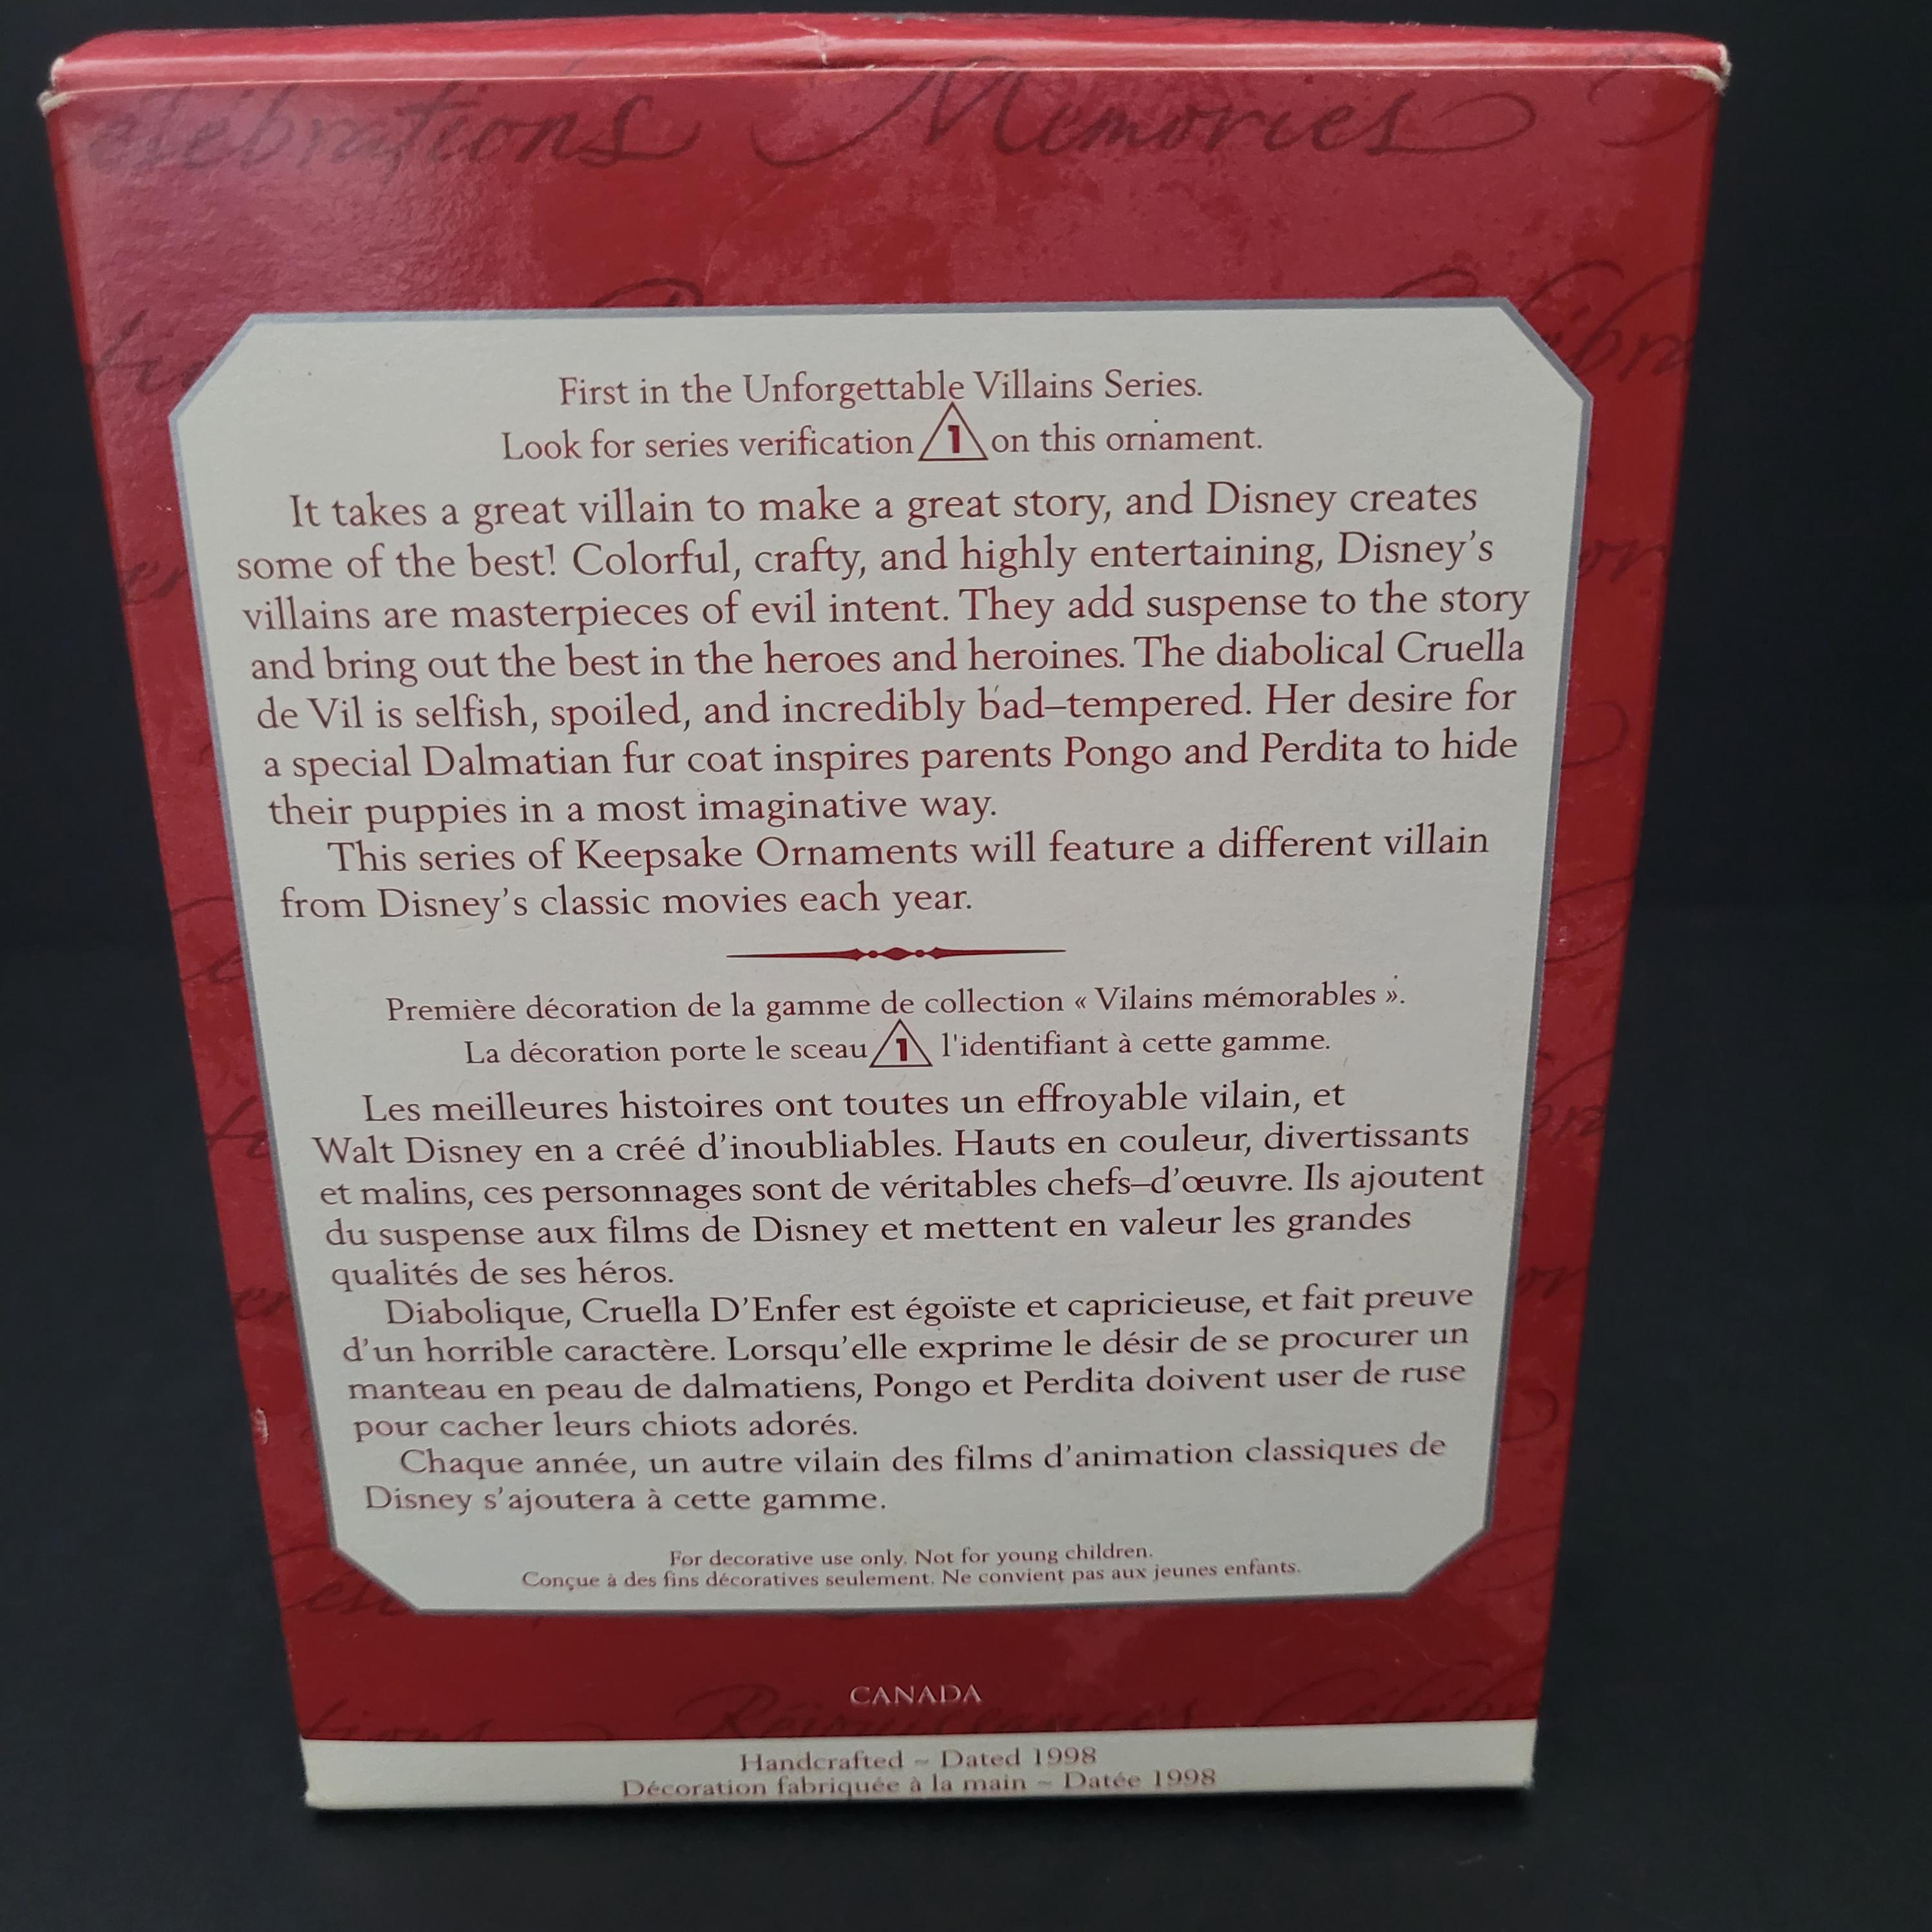 Célébrations Memories
First in the Unforgettable Villains Series.
Look for series verification 1 on this ornament.
It takes a great villain to make a great story, and Disney creates
some of the best! Colorful, crafty, and highly entertaining, Disney's
villains are masterpieces of evil intent. They add suspense to the story
and bring out the best in the heroes and heroines. The diabolical Cruella
de Vil is selfish, spoiled, and incredibly bad–tempered. Her desire for
a special Dalmatian fur coat inspires parents Pongo and Perdita to hide
their puppies in a most imaginative way.
This series of Keepsake Ornaments will feature a different villain
from Disney's classic movies each year.
Première décoration de la gamme de collection « Vilains mémorables ».
La décoration porte le sceau 1 l'identifiant à cette gamme.
Les meilleures histoires ont toutes un effroyable vilain, et
Walt Disney en a créé d'inoubliables. Hauts en couleur, divertissants
et malins, ces personnages sont de véritables chefs–d'œuvre. Ils ajoutent
du suspense aux films de Disney et mettent en valeur les grandes
qualités de ses héros.
Diabolique, Cruella D'Enfer est égoïste et capricieuse, et fait preuve
d'un horrible caractère. Lorsqu'elle exprime le désir de se procurer un
manteau en peau de dalmatiens, Pongo et Perdita doivent user de ruse
pour cacher leurs chiots adorés.
Chaque année, un autre vilain des films d'animation classiques de
Disney s'ajoutera à cette gamme.
For decorative use only. Not for young children.
Conçue à des fins décoratives seulement. Ne convient pas aux jeunes enfants.
CANADA
Réjouissances
Handcrafted ~ Dated 1998
Décoration fabriquée à la main ~ Datée 1998